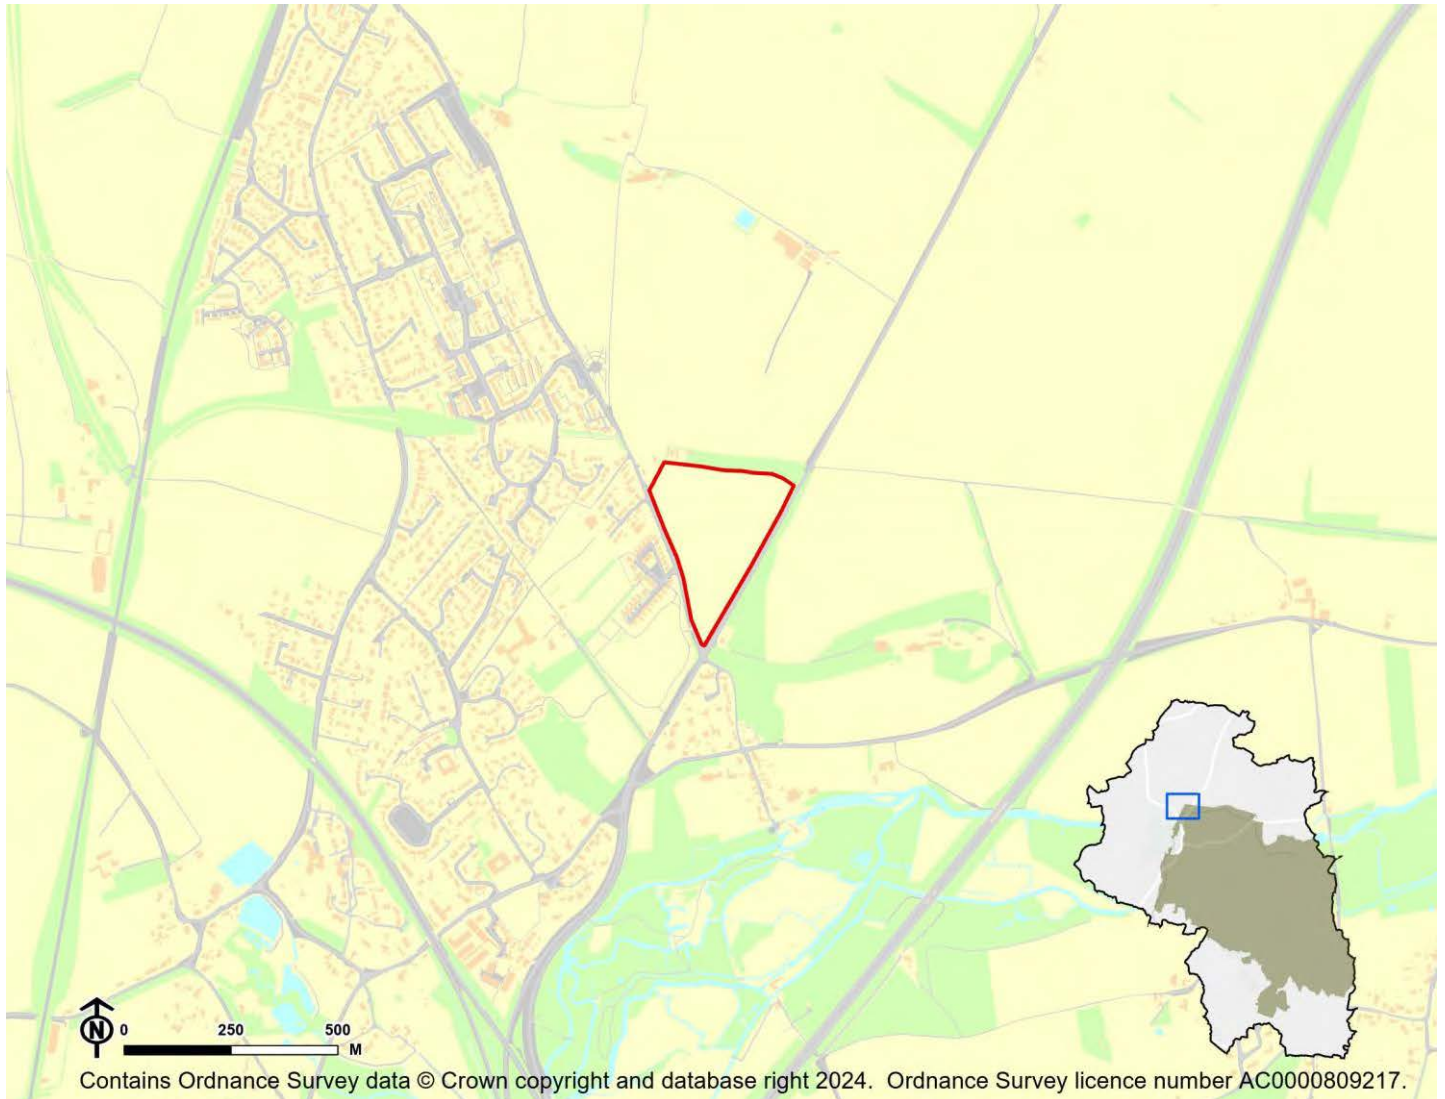 N
0 250 500
M
Contains Ordnance Survey data © Crown copyright and database right 2024. Ordnance Survey licence number AC0000809217.